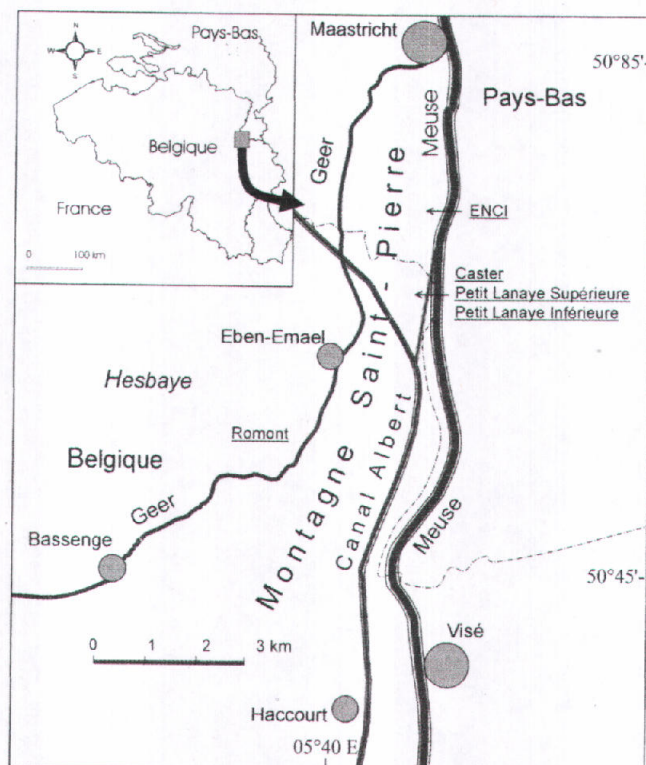 N
W
E
S
Pays-Bas
Belgique
France
0 100 km
Maastricht
50°85'
Pays-Bas
Meuse
Geer
ENCI
Caster
Petit Lanaye Supérieure
Petit Lanaye Inférieure
Montagne Saint-Pierre
Eben-Emael
Hesbaye
Romont
Canal Albert
Belgique
Geer
Meuse
Bassenge
50°45'
0 1 2 3 km
Visé
Haccourt
05°40 E